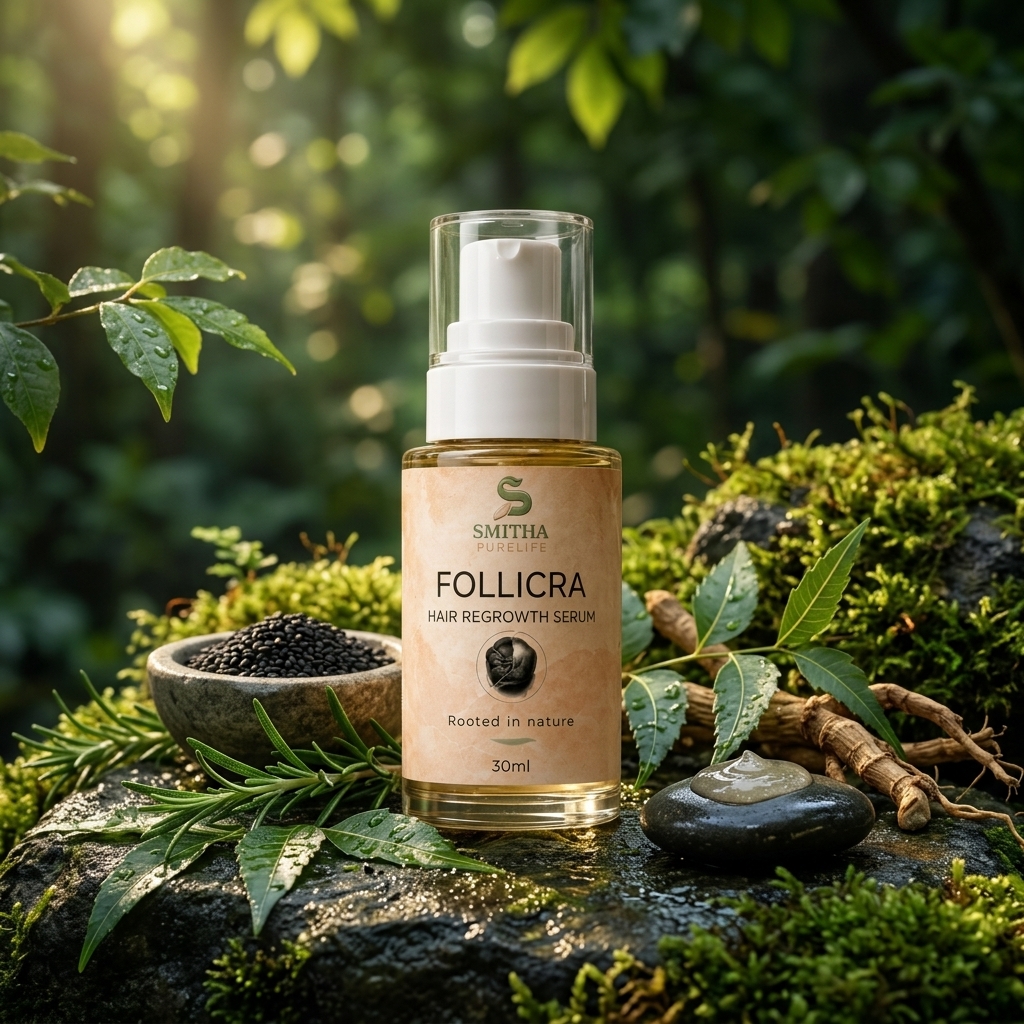 SMITHA
PURELIFE
FOLLICRA
HAIR REGROWTH SERUM
Rooted in nature
30ml